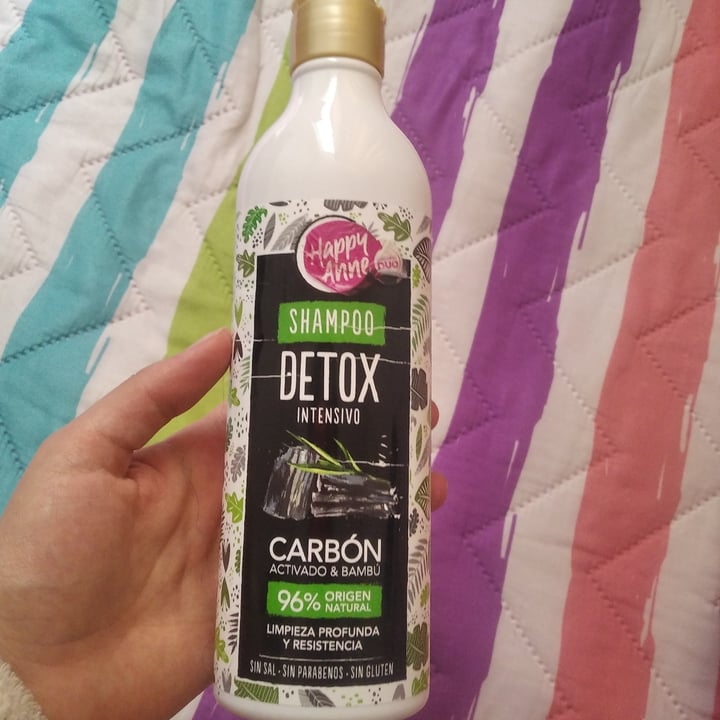 Happy
Anne
DUO
SHAMPOO
DETOX
INTENSIVO
CARBÓN
ACTIVADO & BAMBÚ
96% ORIGEN
NATURAL
LIMPIEZA PROFUNDA
Y RESISTENCIA
SIN SAL · SIN PARABENOS · SIN GLUTEN